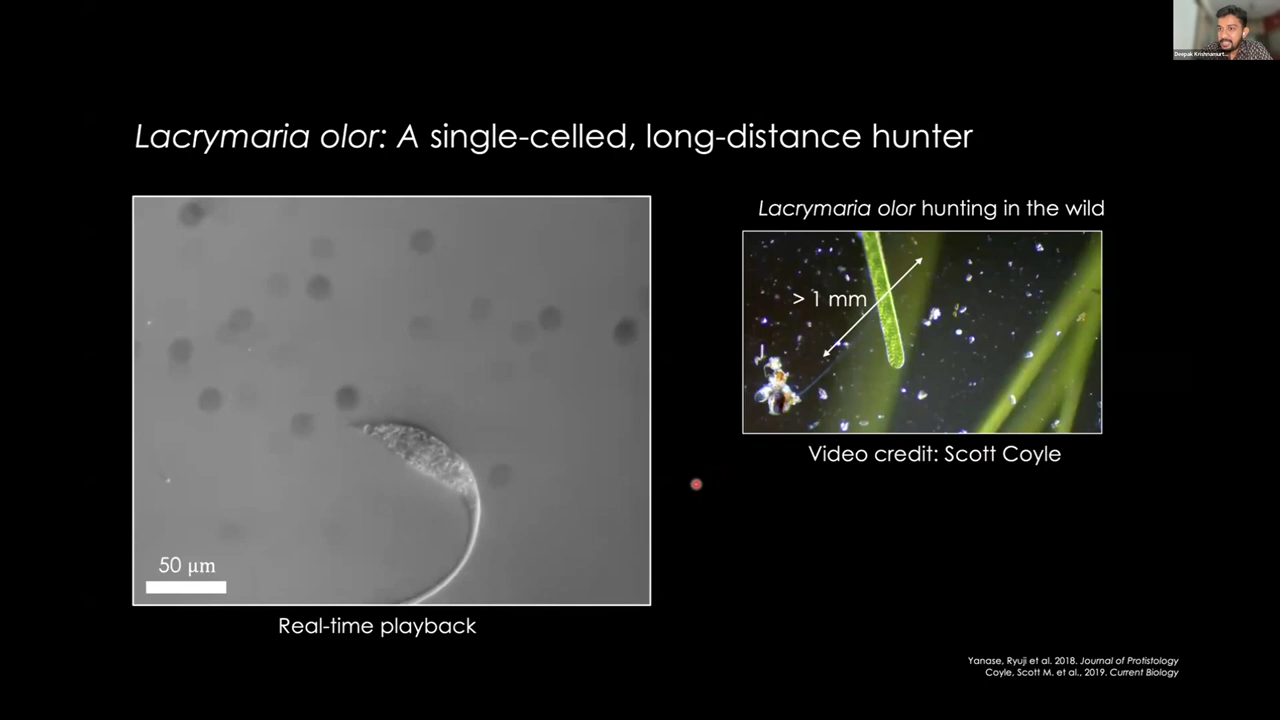 Deepak Krishnamurt...
Lacrymaria olor: A single-celled, long-distance hunter
Lacrymaria olor hunting in the wild
> 1 mm
Video credit: Scott Coyle
50 μm
Real-time playback
Yanase, Ryuji et al. 2018. Journal of Protistology
Coyle, Scott M. et al., 2019. Current Biology